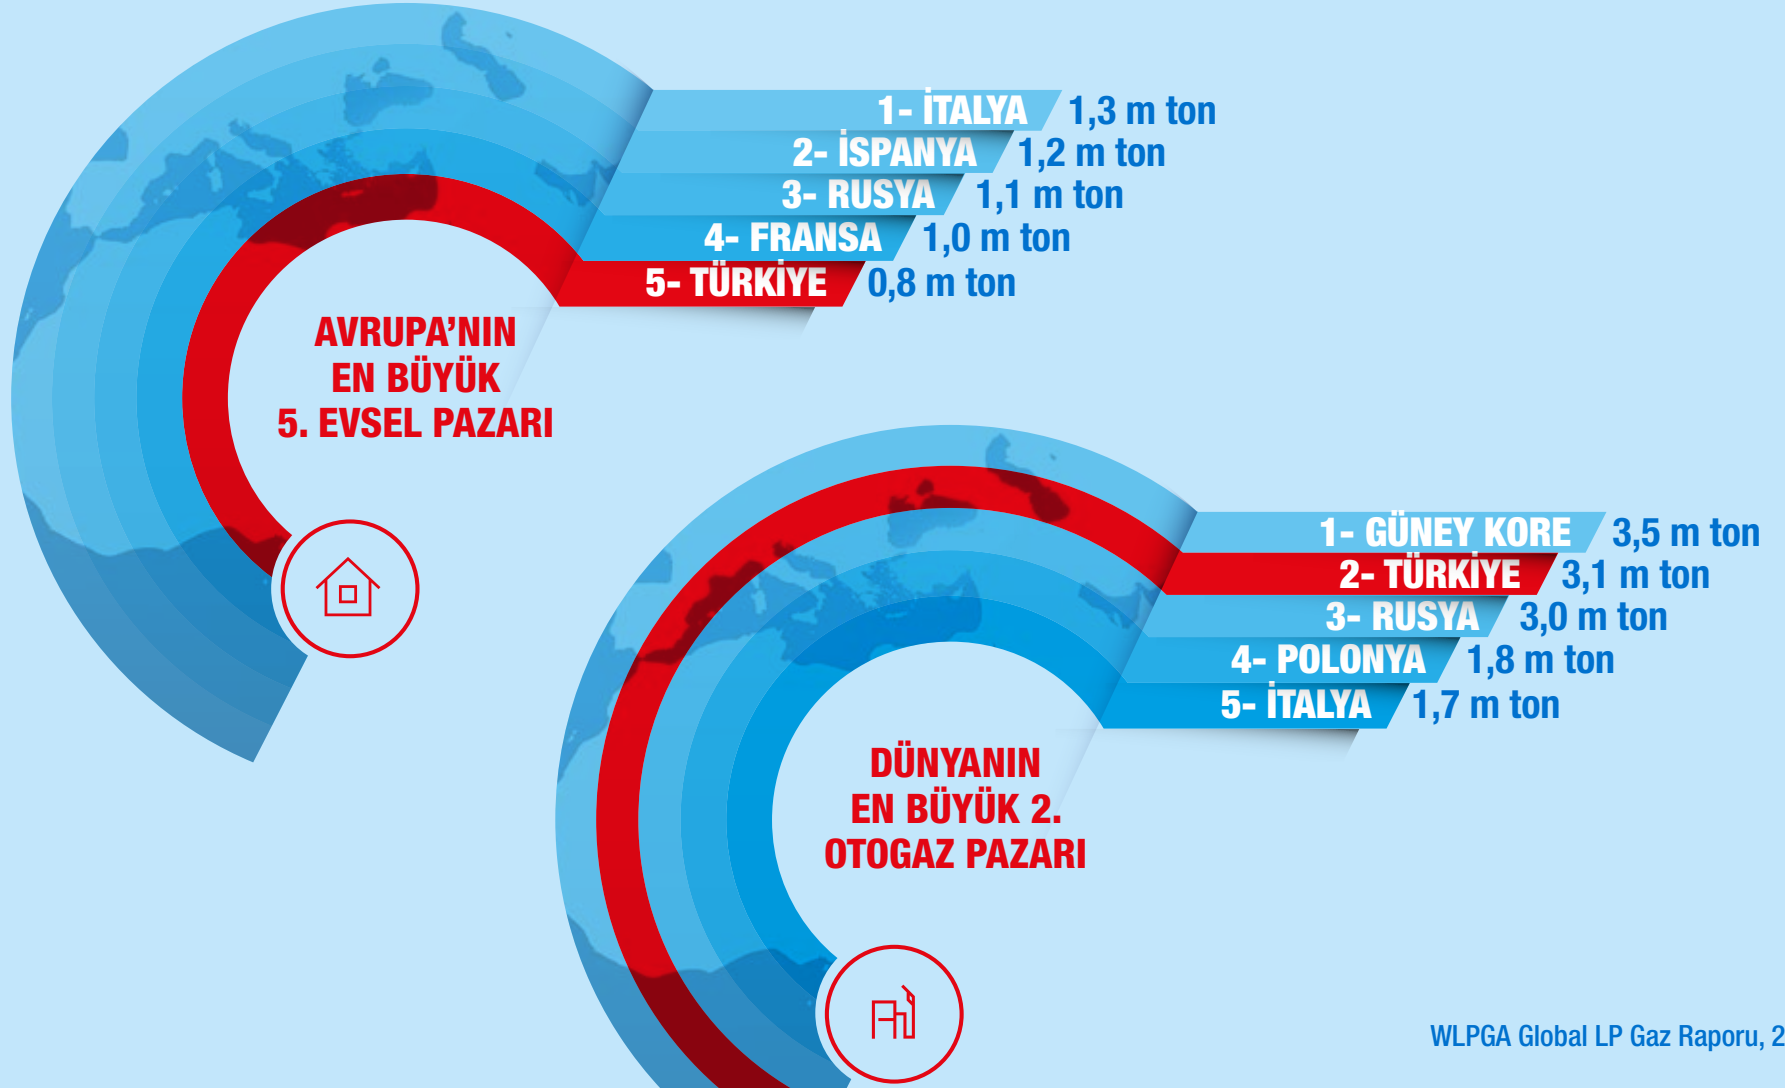 1- İTALYA 1,3 m ton
2- İSPANYA 1,2 m ton
3- RUSYA 1,1 m ton
4- FRANSA 1,0 m ton
5- TÜRKİYE 0,8 m ton
AVRUPA’NIN
EN BÜYÜK
5. EVSEL PAZARI
1- GÜNEY KORE 3,5 m ton
2- TÜRKİYE 3,1 m ton
3- RUSYA 3,0 m ton
4- POLONYA 1,8 m ton
5- İTALYA 1,7 m ton
DÜNYANIN
EN BÜYÜK 2.
OTOGAZ PAZARI
WLPGA Global LP Gaz Raporu,